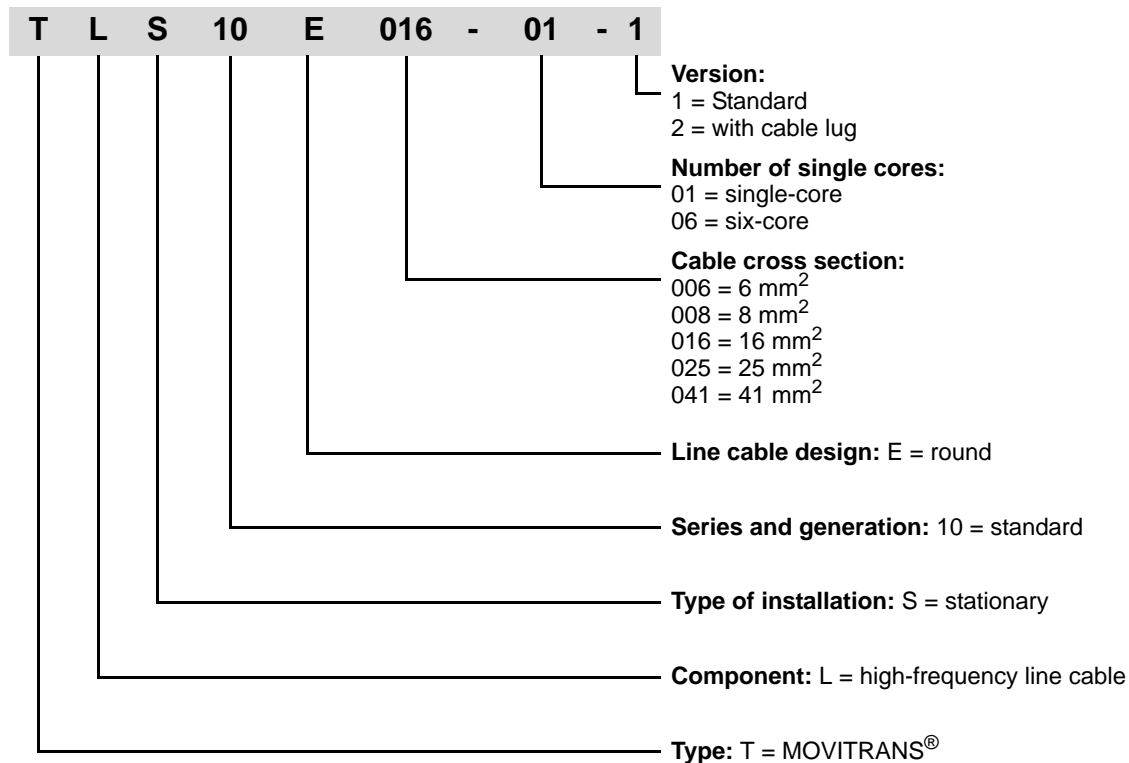 T L S 10 E 016 - 01 - 1
Version:
1 = Standard
2 = with cable lug
Number of single cores:
01 = single-core
06 = six-core
Cable cross section:
006 = 6 mm²
008 = 8 mm²
016 = 16 mm²
025 = 25 mm²
041 = 41 mm²
Line cable design: E = round
Series and generation: 10 = standard
Type of installation: S = stationary
Component: L = high-frequency line cable
Type: T = MOVITRANS®